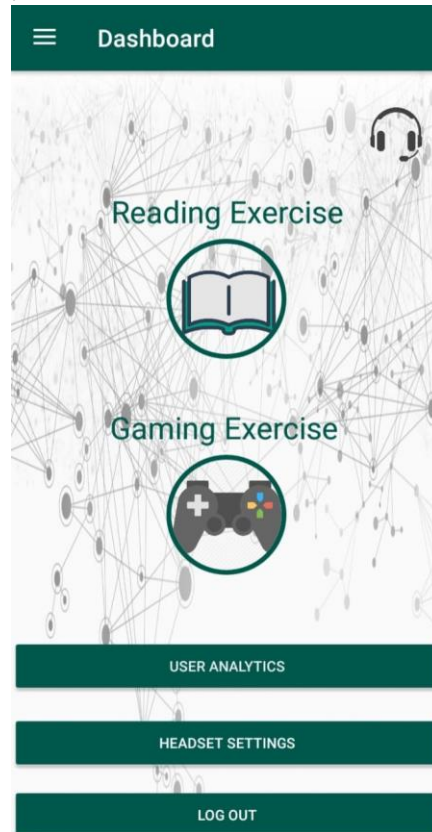 Dashboard
Reading Exercise
Gaming Exercise
USER ANALYTICS
HEADSET SETTINGS
LOG OUT